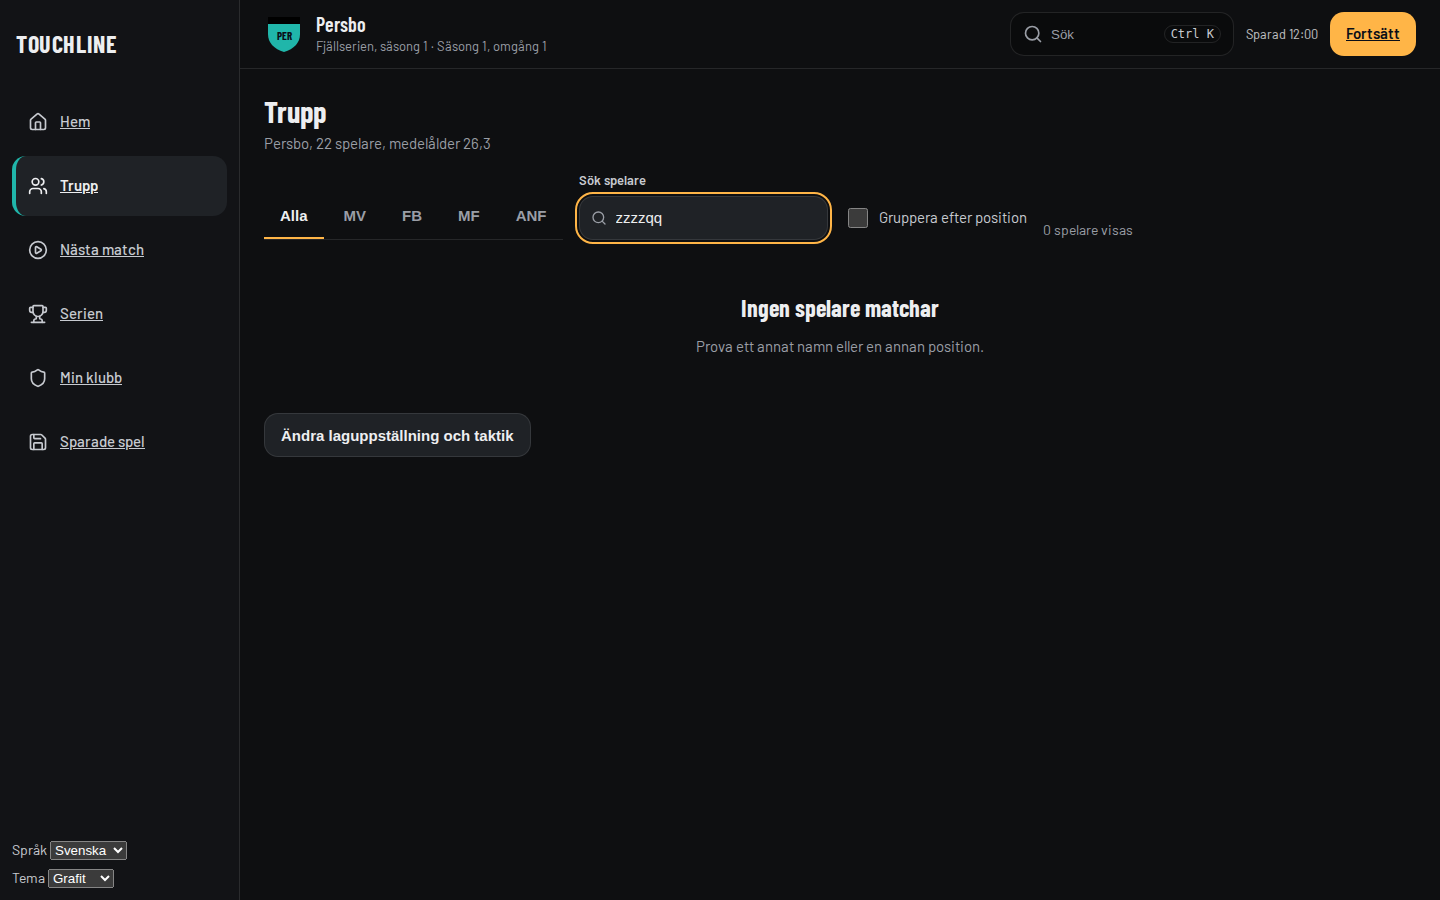 TOUCHLINE
Hem
Trupp
Nästa match
Serien
Min klubb
Sparade spel
Språk Svenska
Tema Grafit
PER
Persbo
Fjällserien, säsong 1 · Säsong 1, omgång 1
Sök Ctrl K
Sparad 12:00
Fortsätt
Trupp
Persbo, 22 spelare, medelålder 26,3
Sök spelare
Alla MV FB MF ANF
zzzzqq
Gruppera efter position
0 spelare visas
Ingen spelare matchar
Prova ett annat namn eller en annan position.
Ändra laguppställning och taktik